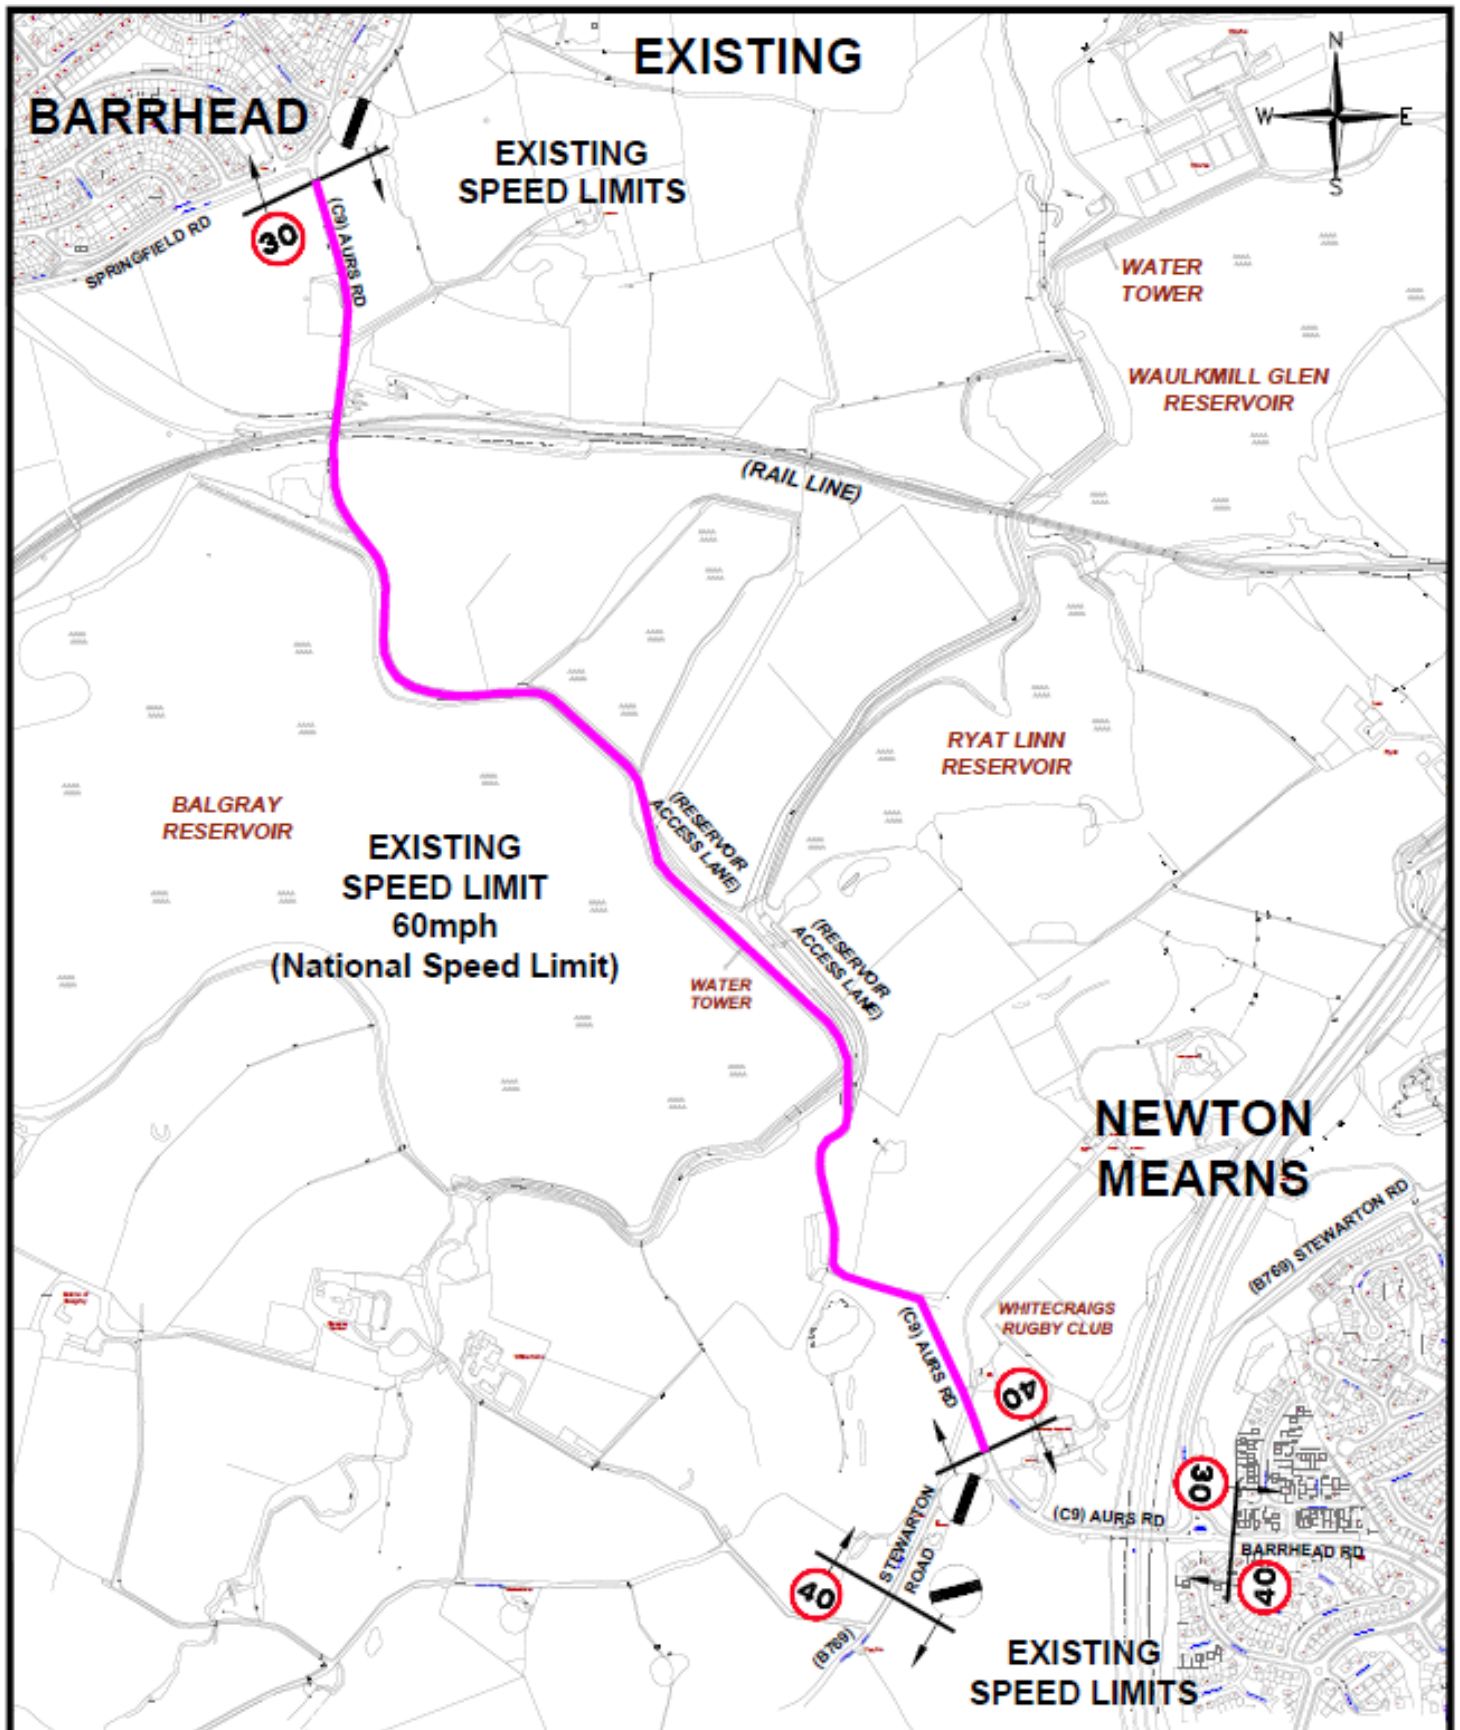 EXISTING
BARRHEAD
EXISTING
SPEED LIMITS
N
W
E
S
30
SPRINGFIELD RD
(C9) AURS RD
WATER
TOWER
WAULKMILL GLEN
RESERVOIR
(RAIL LINE)
RYAT LINN
RESERVOIR
BALGRAY
RESERVOIR
EXISTING
SPEED LIMIT
60mph
(National Speed Limit)
(RESERVOIR
ACCESS LANE)
(RESERVOIR
ACCESS LANE)
WATER
TOWER
NEWTON
MEARNS
(B769) STEWARTON RD
WHITECRAIGS
RUGBY CLUB
(C9) AURS RD
40
30
STEWARTON
ROAD
(C9) AURS RD
BARRHEAD RD
40
40
(B769)
EXISTING
SPEED LIMITS